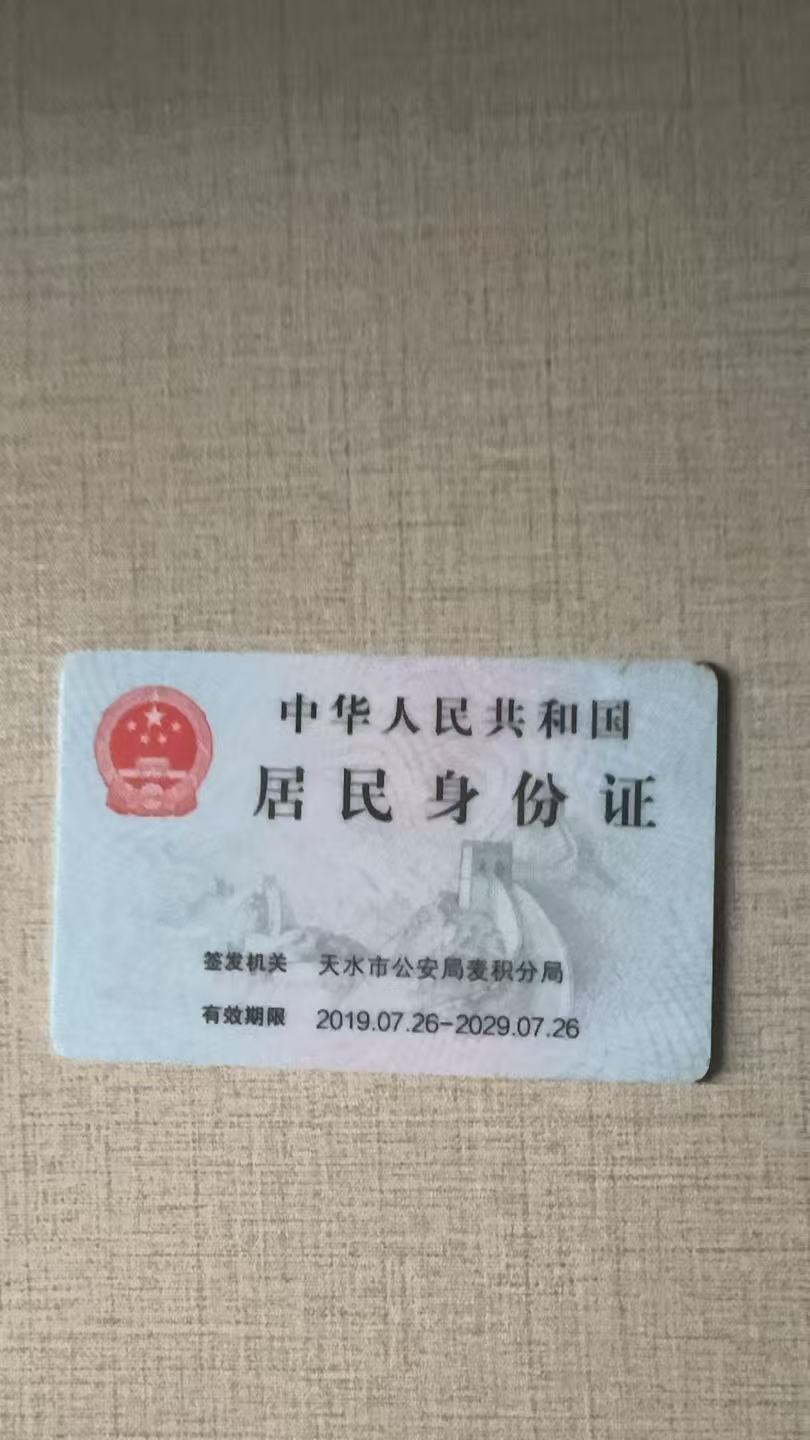 中华人民共和国
居民身份证
签发机关 天水市公安局麦积分局
有效期限 2019.07.26-2029.07.26